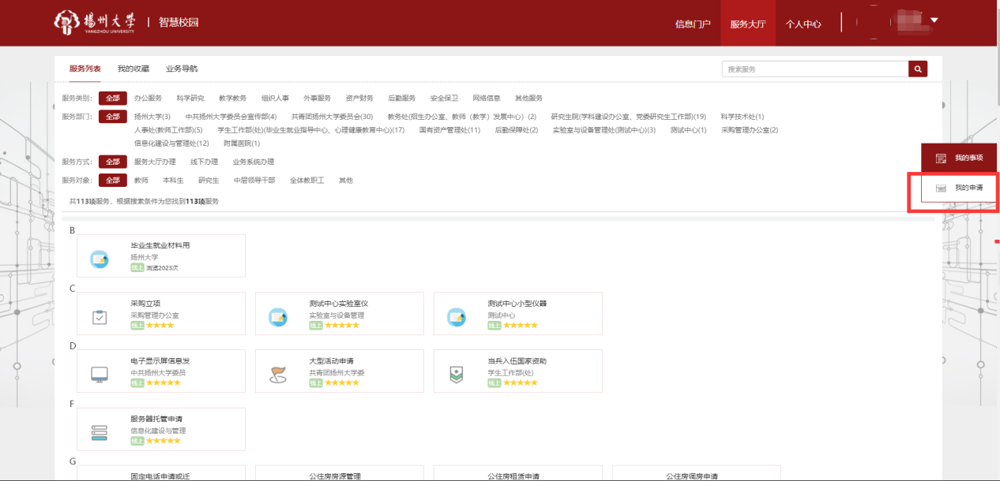 揚州大学 | 智慧校园 信息门户 服务大厅 个人中心
YANGZHOU UNIVERSITY
服务列表 我的收藏 业务导航 搜索服务
服务类别: 全部 办公服务 科学研究 教学教务 组织人事 外事服务 资产财务 后勤服务 安全保卫 网络信息 其他服务
服务部门: 全部 扬州大学(3) 中共扬州大学委员会宣传部(4) 共青团扬州大学委员会(30) 教务处(招生办公室、教师（教学）发展中心）(2) 研究生院(学科建设办公室、党委研究生工作部)(19) 科学技术处(1)
人事处(教师工作部)(5) 学生工作部(处)(毕业生就业指导中心、心理健康教育中心)(17) 国有资产管理处(11) 后勤保障处(2) 实验室与设备管理处(测试中心)(3) 测试中心(1) 采购管理办公室(2)
信息化建设与管理处(12) 附属医院(1)
服务方式: 全部 服务大厅办理 线下办理 业务系统办理
服务对象: 全部 教师 本科生 研究生 中层领导干部 全体教职工 其他
共113项服务，根据搜索条件为您找到113项服务
我的事项
我的申请
B
毕业生就业材料用
扬州大学
线上 浏览2023次
C
采购立项 测试中心实验室仪 测试中心小型仪器
采购管理办公室 实验室与设备管理 测试中心
线上 ★★★★ 线上 ★★★★★ 线上 ★★★★★
D
电子显示屏信息发 大型活动申请 当兵入伍国家资助
中共扬州大学委员 共青团扬州大学委 学生工作部(处)
线上 ★★★★★ 线上 ★★★★★ 线上 ★★★★★
F
服务器托管申请
信息化建设与管理
线上 ★★★★★
G
固定电话申请或迁 公住房房源管理 公住房租赁申请 公住房调房申请